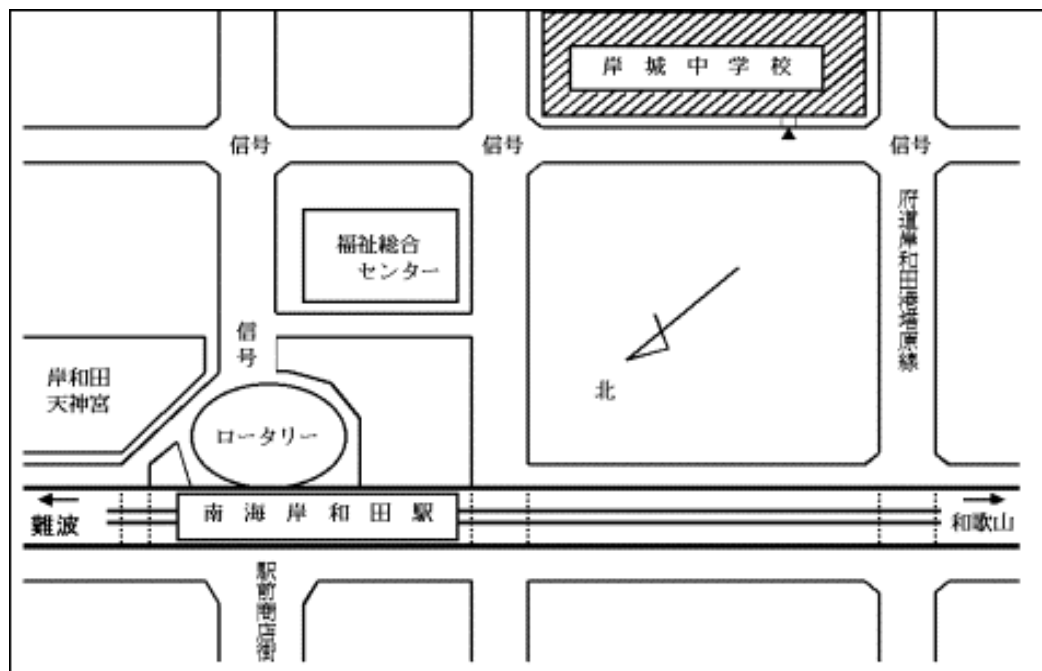 岸城中学校
信号
信号
信号
福祉総合
センター
府道岸和田港塔原線
信号
北
岸和田
天神宮
ロータリー
難波
南海岸和田駅
和歌山
駅前商店街